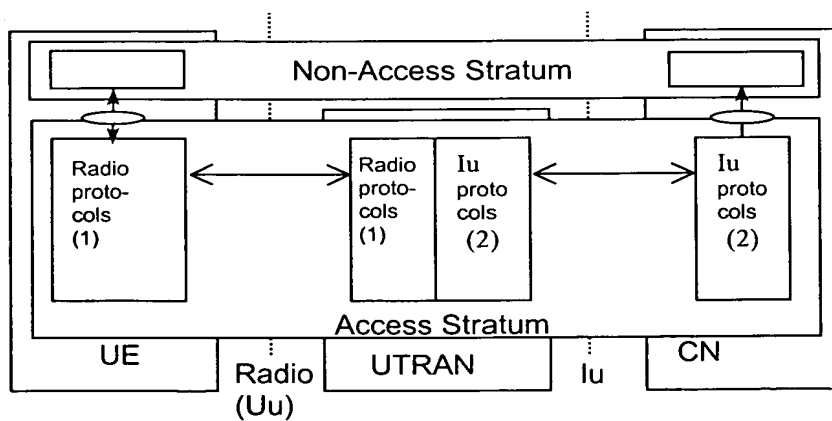 Non-Access Stratum
Radio
proto-
cols
(1)
Radio
proto-
cols
(1)
Iu
proto
cols
(2)
Iu
proto
cols
(2)
Access Stratum
UE
Radio
(Uu)
UTRAN
Iu
CN